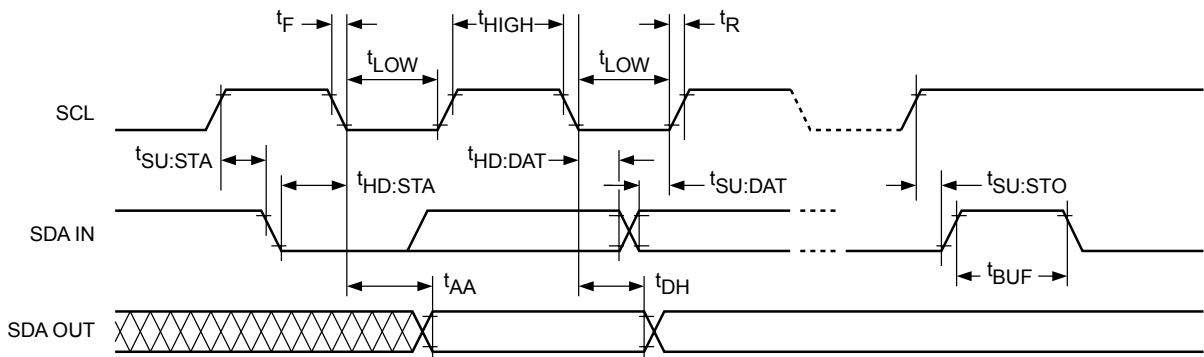 tF
tHIGH
tR
tLOW
tLOW
SCL
tSU:STA
tHD:DAT
tHD:STA
tSU:DAT
tSU:STO
SDA IN
tBUF
tAA
tDH
SDA OUT